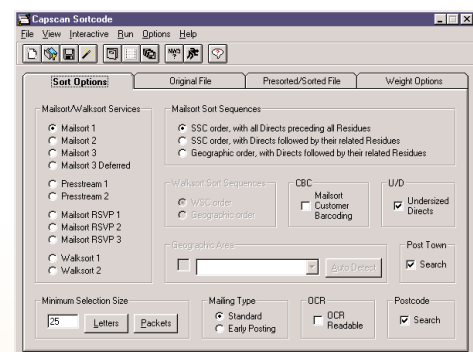 Capscan Sortcode
File View Interactive Run Options Help
NW3 ?
Sort Options Original File Presorted/Sorted File Weight Options
Mailsort/Walksort Services
Mailsort 1
Mailsort 2
Mailsort 3
Mailsort 3 Deferred
Presstream 1
Presstream 2
Mailsort RSVP 1
Mailsort RSVP 2
Mailsort RSVP 3
Walksort 1
Walksort 2
Mailsort Sort Sequences
SSC order, with all Directs preceding all Residues
SSC order, with Directs followed by their related Residues
Geographic order, with Directs followed by their related Residues
Walksort Sort Sequences
WSC order
Geographic order
CBC
Mailsort
Customer
Barcoding
U/D
Undersized
Directs
Geographic Area
Auto Detect
Post Town
Search
Minimum Selection Size
25 Letters Packets
Mailing Type
Standard
Early Posting
OCR
OCR
Readable
Postcode
Search